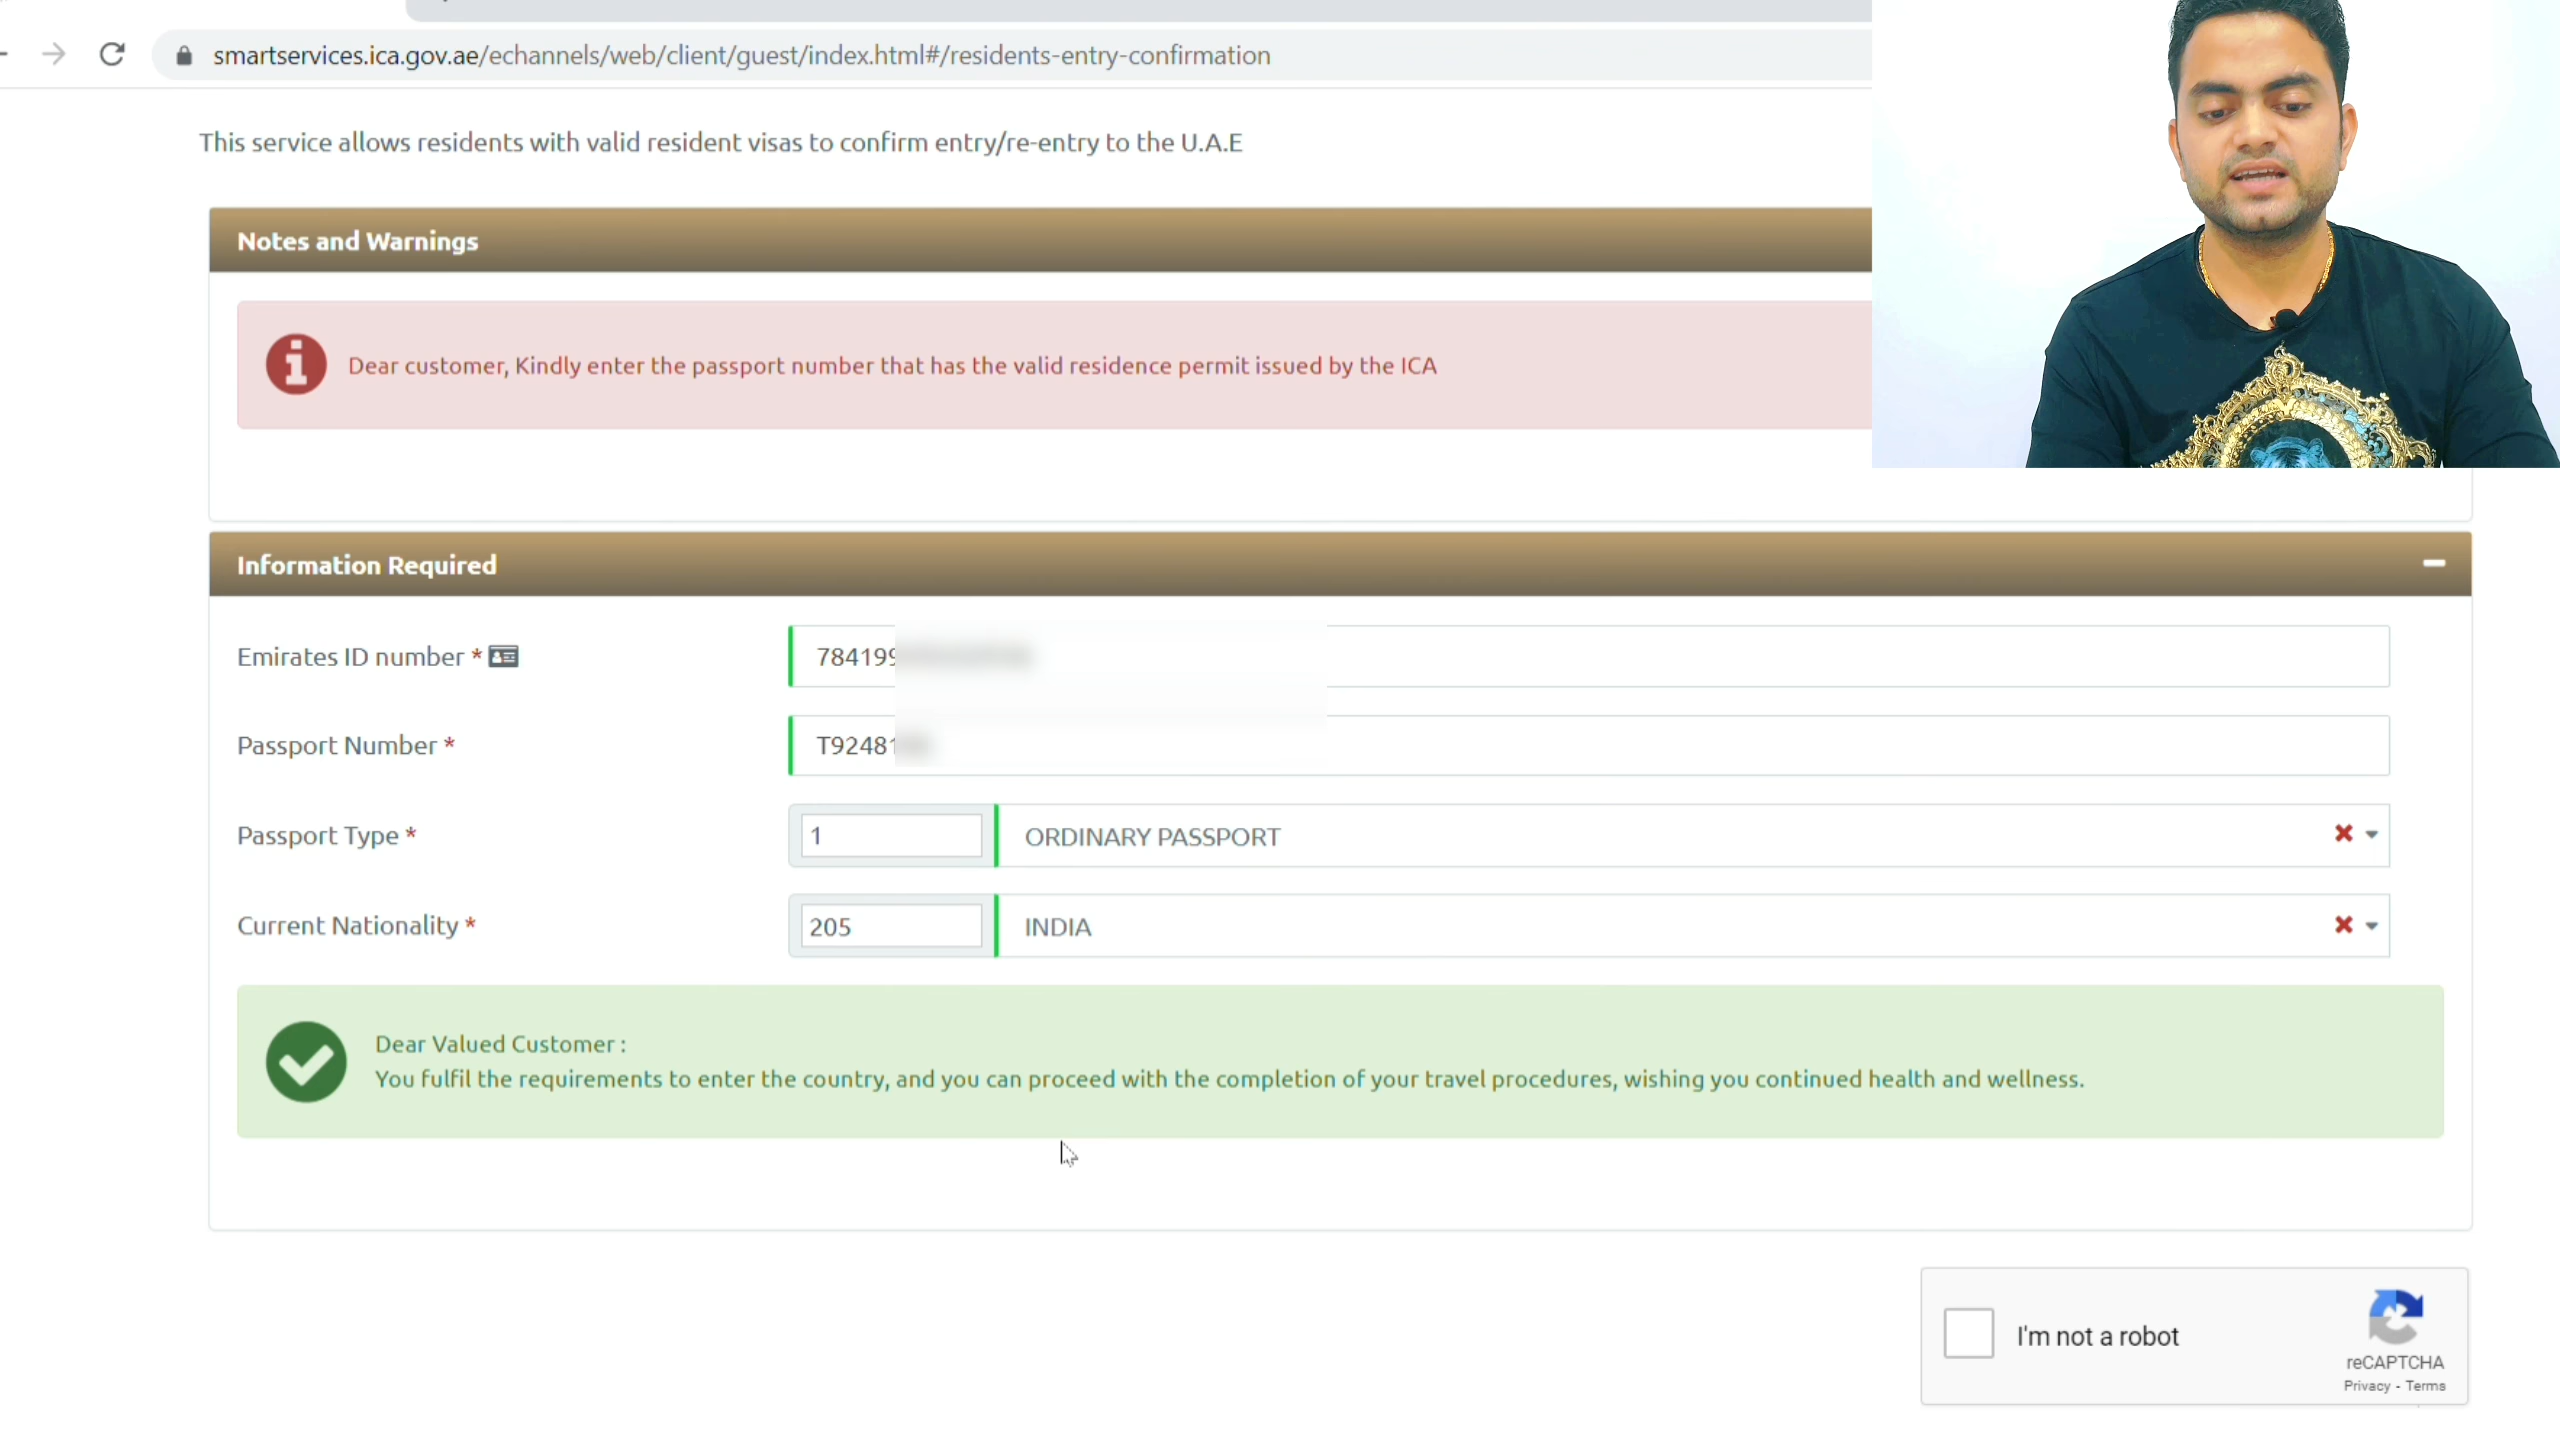 smartservices.ica.gov.ae/echannels/web/client/guest/index.html#/residents-entry-confirmation
This service allows residents with valid resident visas to confirm entry/re-entry to the U.A.E
Notes and Warnings
Dear customer, Kindly enter the passport number that has the valid residence permit issued by the ICA
Information Required
Emirates ID number *
784199
Passport Number *
T92481
Passport Type *
1
ORDINARY PASSPORT
Current Nationality *
205
INDIA
Dear Valued Customer :
You fulfil the requirements to enter the country, and you can proceed with the completion of your travel procedures, wishing you continued health and wellness.
I'm not a robot
reCAPTCHA
Privacy - Terms